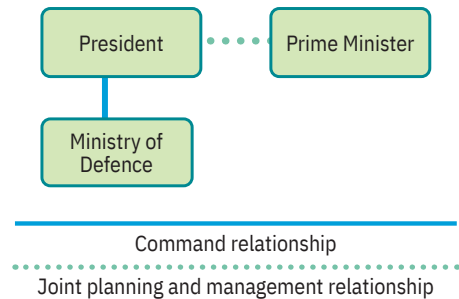 President
Prime Minister
Ministry of
Defence
Command relationship
Joint planning and management relationship